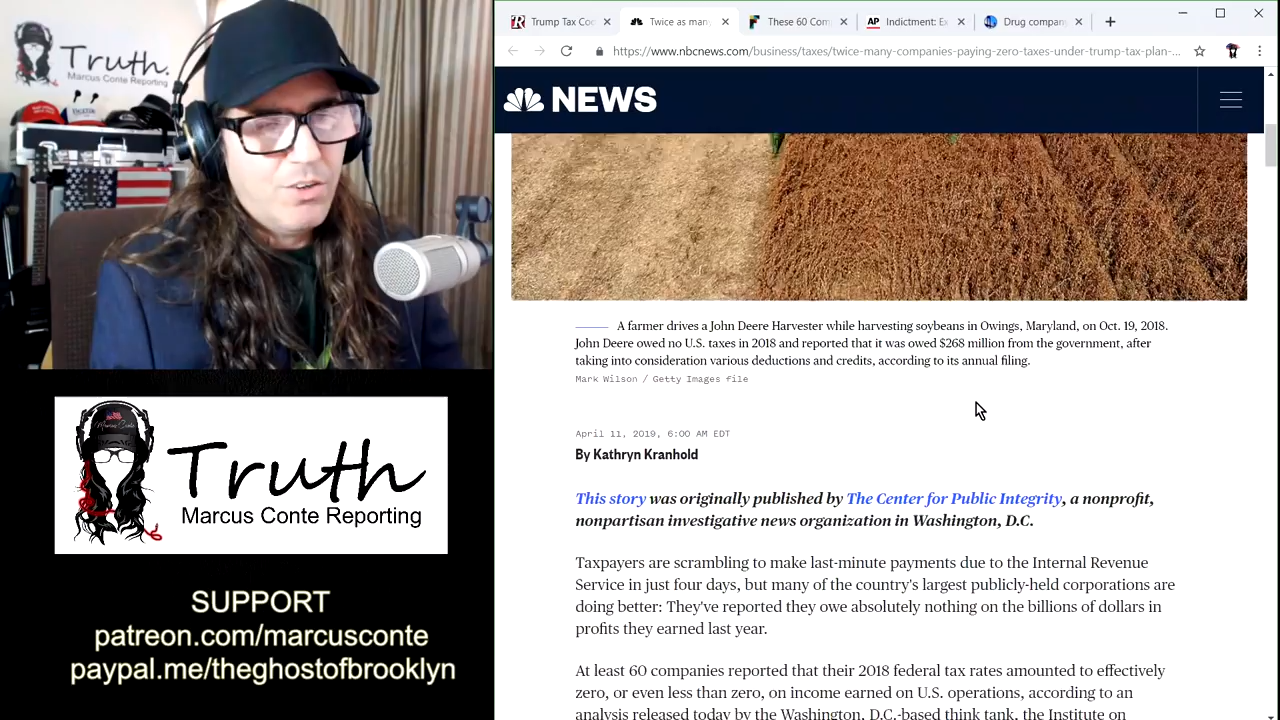 Truth.
Marcus Conte Reporting
Truth
Marcus Conte Reporting
SUPPORT
patreon.com/marcusconte
paypal.me/theghostofbrooklyn
Trump Tax Coc
Twice as man
These 60 Com
AP
Indictment: Ex
Drug compan
https://www.nbcnews.com/business/taxes/twice-many-companies-paying-zero-taxes-under-trump-tax-plan-...
NEWS
A farmer drives a John Deere Harvester while harvesting soybeans in Owings, Maryland, on Oct. 19, 2018.
John Deere owed no U.S. taxes in 2018 and reported that it was owed $268 million from the government, after
taking into consideration various deductions and credits, according to its annual filing.
Mark Wilson / Getty Images file
April 11, 2019, 6:00 AM EDT
By Kathryn Kranhold
This story was originally published by The Center for Public Integrity, a nonprofit,
nonpartisan investigative news organization in Washington, D.C.
Taxpayers are scrambling to make last-minute payments due to the Internal Revenue
Service in just four days, but many of the country's largest publicly-held corporations are
doing better: They've reported they owe absolutely nothing on the billions of dollars in
profits they earned last year.
At least 60 companies reported that their 2018 federal tax rates amounted to effectively
zero, or even less than zero, on income earned on U.S. operations, according to an
analysis released today by the Washington, D.C.-based think tank, the Institute on